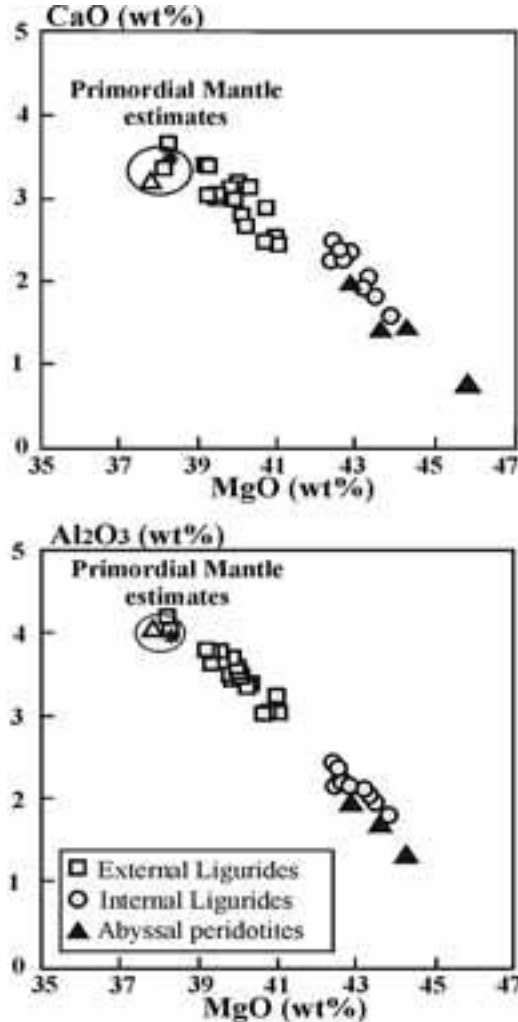 CaO (wt%)
5
Primordial Mantle
estimates
4
3
2
1
0
35 37 39 41 43 45 47
MgO (wt%)
Al2O3 (wt%)
5
Primordial Mantle
estimates
4
3
2
1
0
External Ligurides
Internal Ligurides
Abyssal peridotites
35 37 39 41 43 45 47
MgO (wt%)